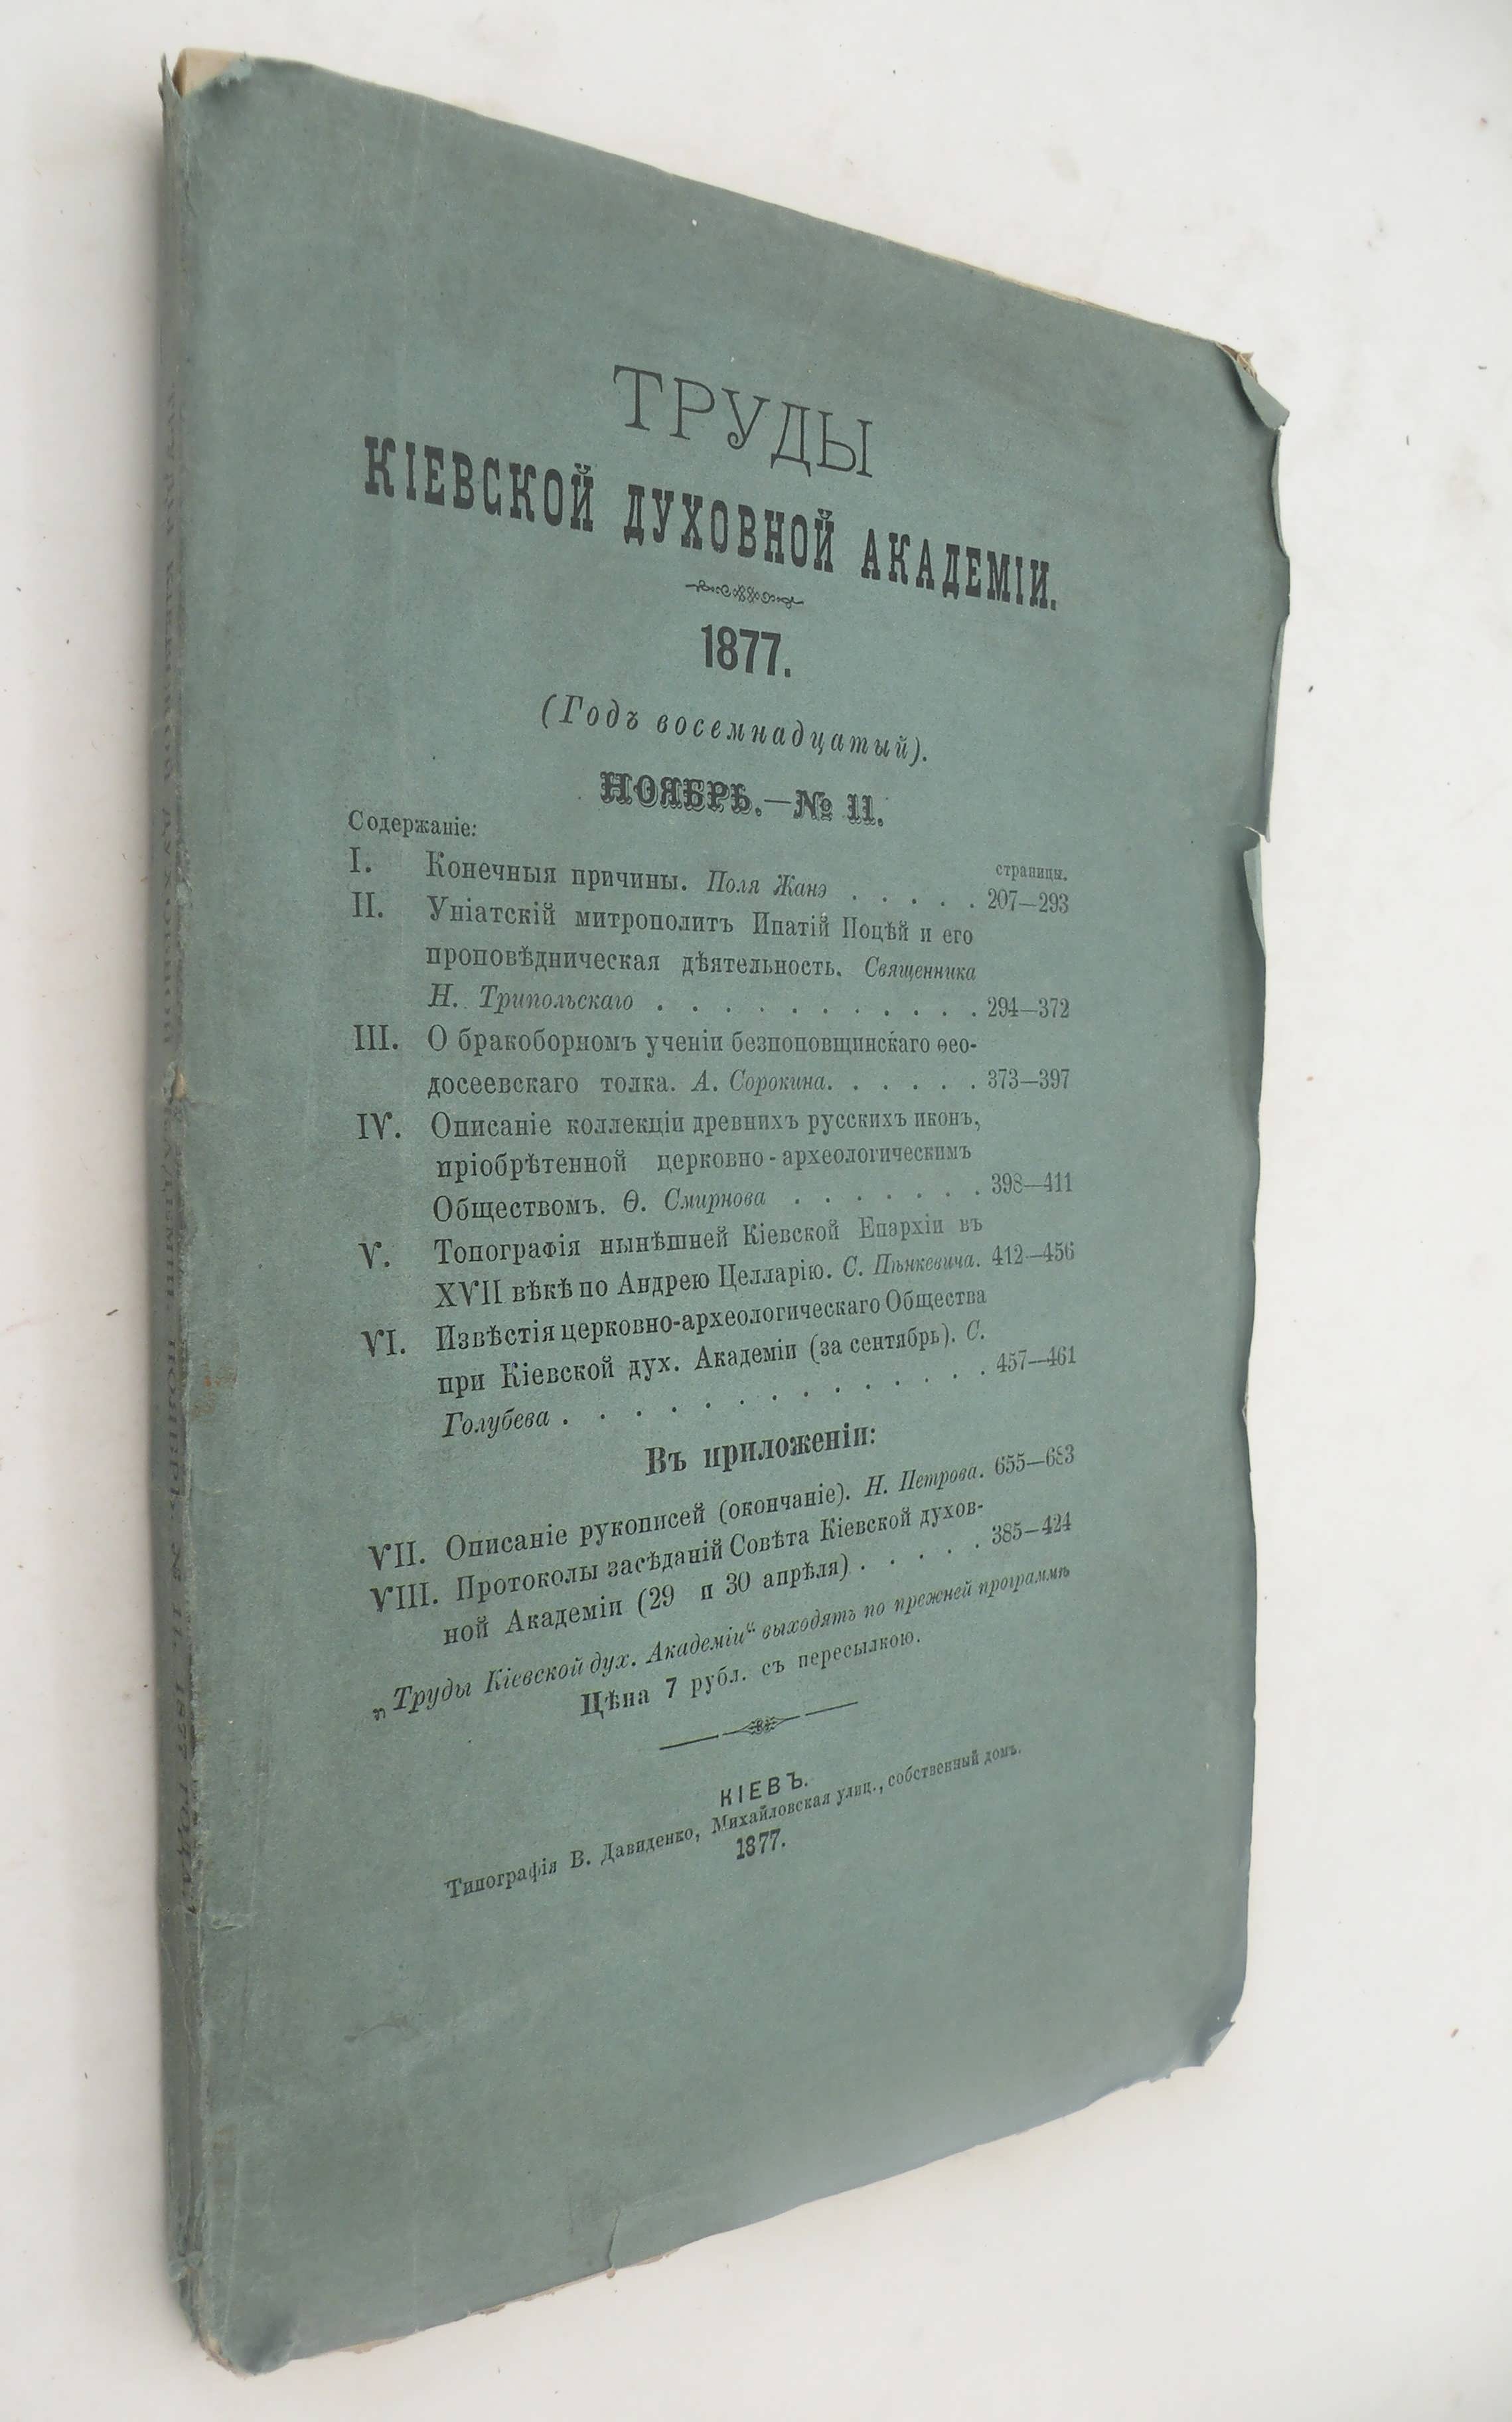 ТРУДЫ
КІЕВСКОЙ ДУХОВНОЙ АКАДЕМІИ.
1877.
(Годъ восемнадцатый).
НОЯБРЬ.—№ 11.
Содержаніе:
страницы.
I. Конечныя причины. Поля Жанэ . . . . . 207—293
II. Уніатскій митрополитъ Ипатій Поцѣй и его
проповѣдническая дѣятельность. Священника
Н. Трипольскаго . . . . . . . . . . . 294—372
III. О бракоборномъ ученіи безпоповщинскаго ѳео-
досеевскаго толка. А. Сорокина. . . . . . 373—397
IV. Описаніе коллекціи древнихъ русскихъ иконъ,
пріобрѣтенной церковно-археологическимъ
Обществомъ. Ѳ. Смирнова . . . . . . . 398—411
V. Топографія нынѣшней Кіевской Епархіи въ
XVII вѣкѣ по Андрею Целларію. С. Пѣнкевича. 412—456
VI. Извѣстія церковно-археологическаго Общества
при Кіевской дух. Академіи (за сентябрь). С.
Голубева . . . . . . . . . . . . . 457—461
Въ приложеніи:
VII. Описаніе рукописей (окончаніе). Н. Петрова. 655—683
VIII. Протоколы засѣданій Совѣта Кіевской духов-
ной Академіи (29 и 30 апрѣля) . . . . . 385—424
„Труды Кіевской дух. Академіи“ выходятъ по прежней программѣ
Цѣна 7 рубл. съ пересылкою.
КІЕВЪ.
Типографія В. Давиденко, Михайловская улиц., собственный домъ.
1877.